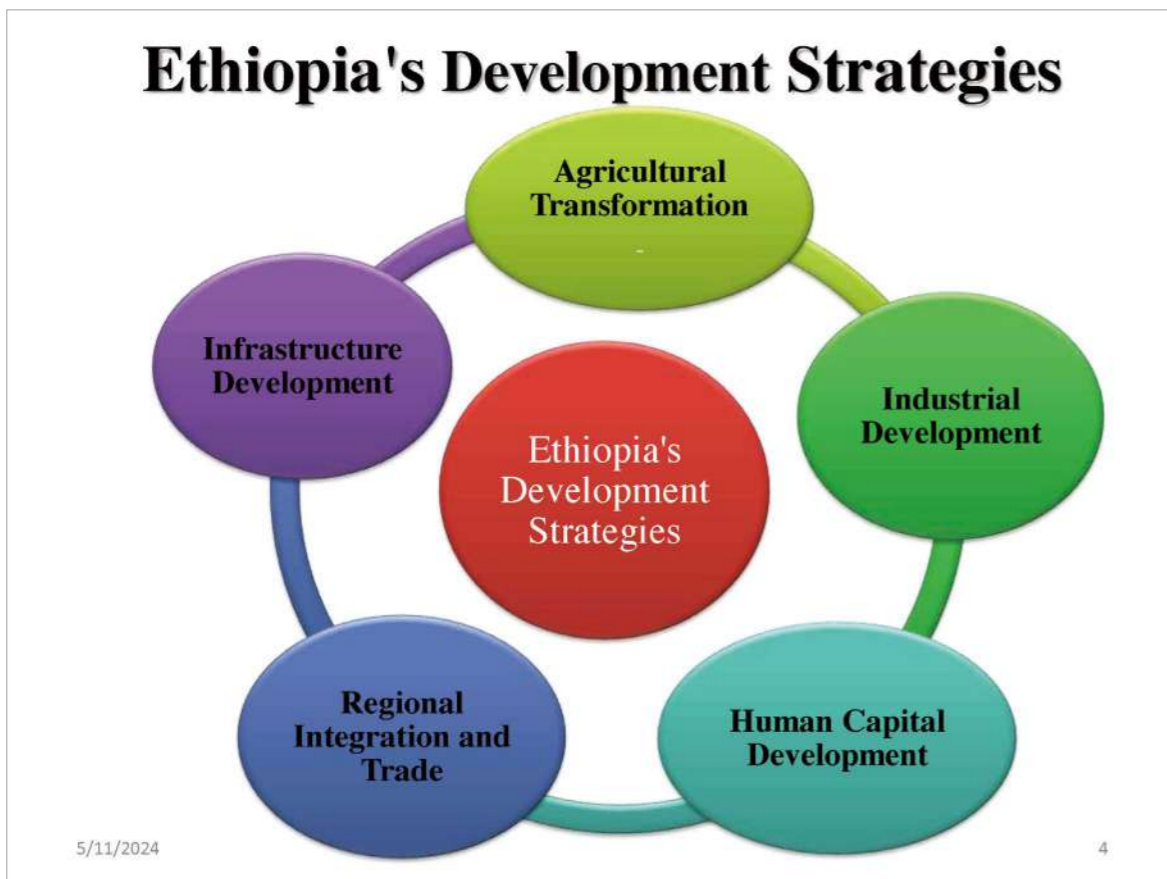 Ethiopia's Development Strategies
Agricultural
Transformation
-
Industrial
Development
Human Capital
Development
Regional
Integration and
Trade
Infrastructure
Development
Ethiopia's
Development
Strategies
5/11/2024
4